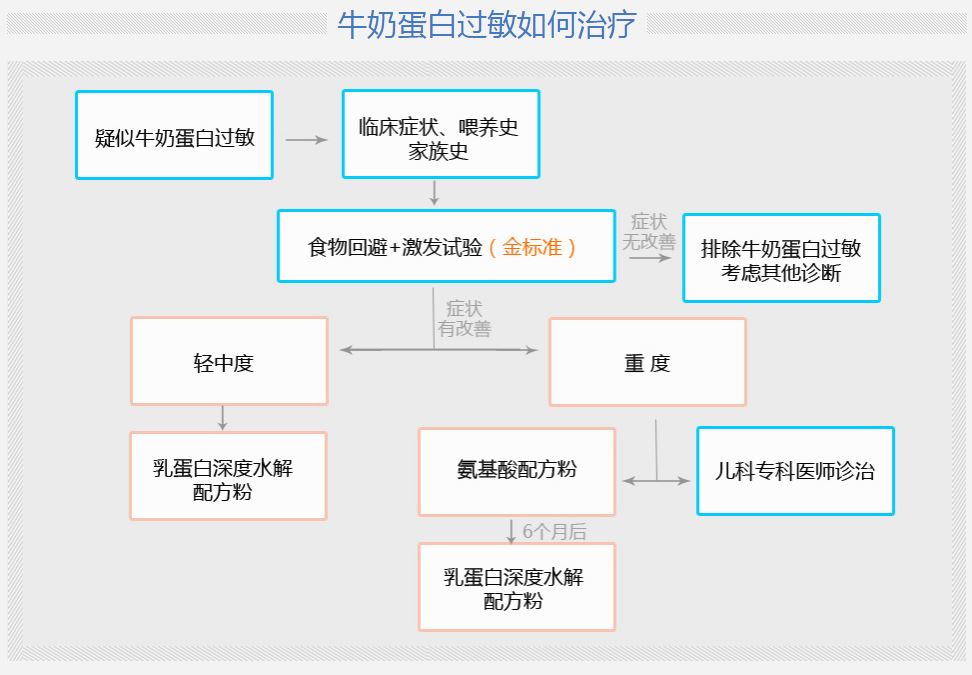 牛奶蛋白过敏如何治疗
疑似牛奶蛋白过敏
临床症状、喂养史
家族史
食物回避+激发试验（金标准）
症状
无改善
排除牛奶蛋白过敏
考虑其他诊断
症状
有改善
轻中度
重 度
乳蛋白深度水解
配方粉
氨基酸配方粉
儿科专科医师诊治
6个月后
乳蛋白深度水解
配方粉